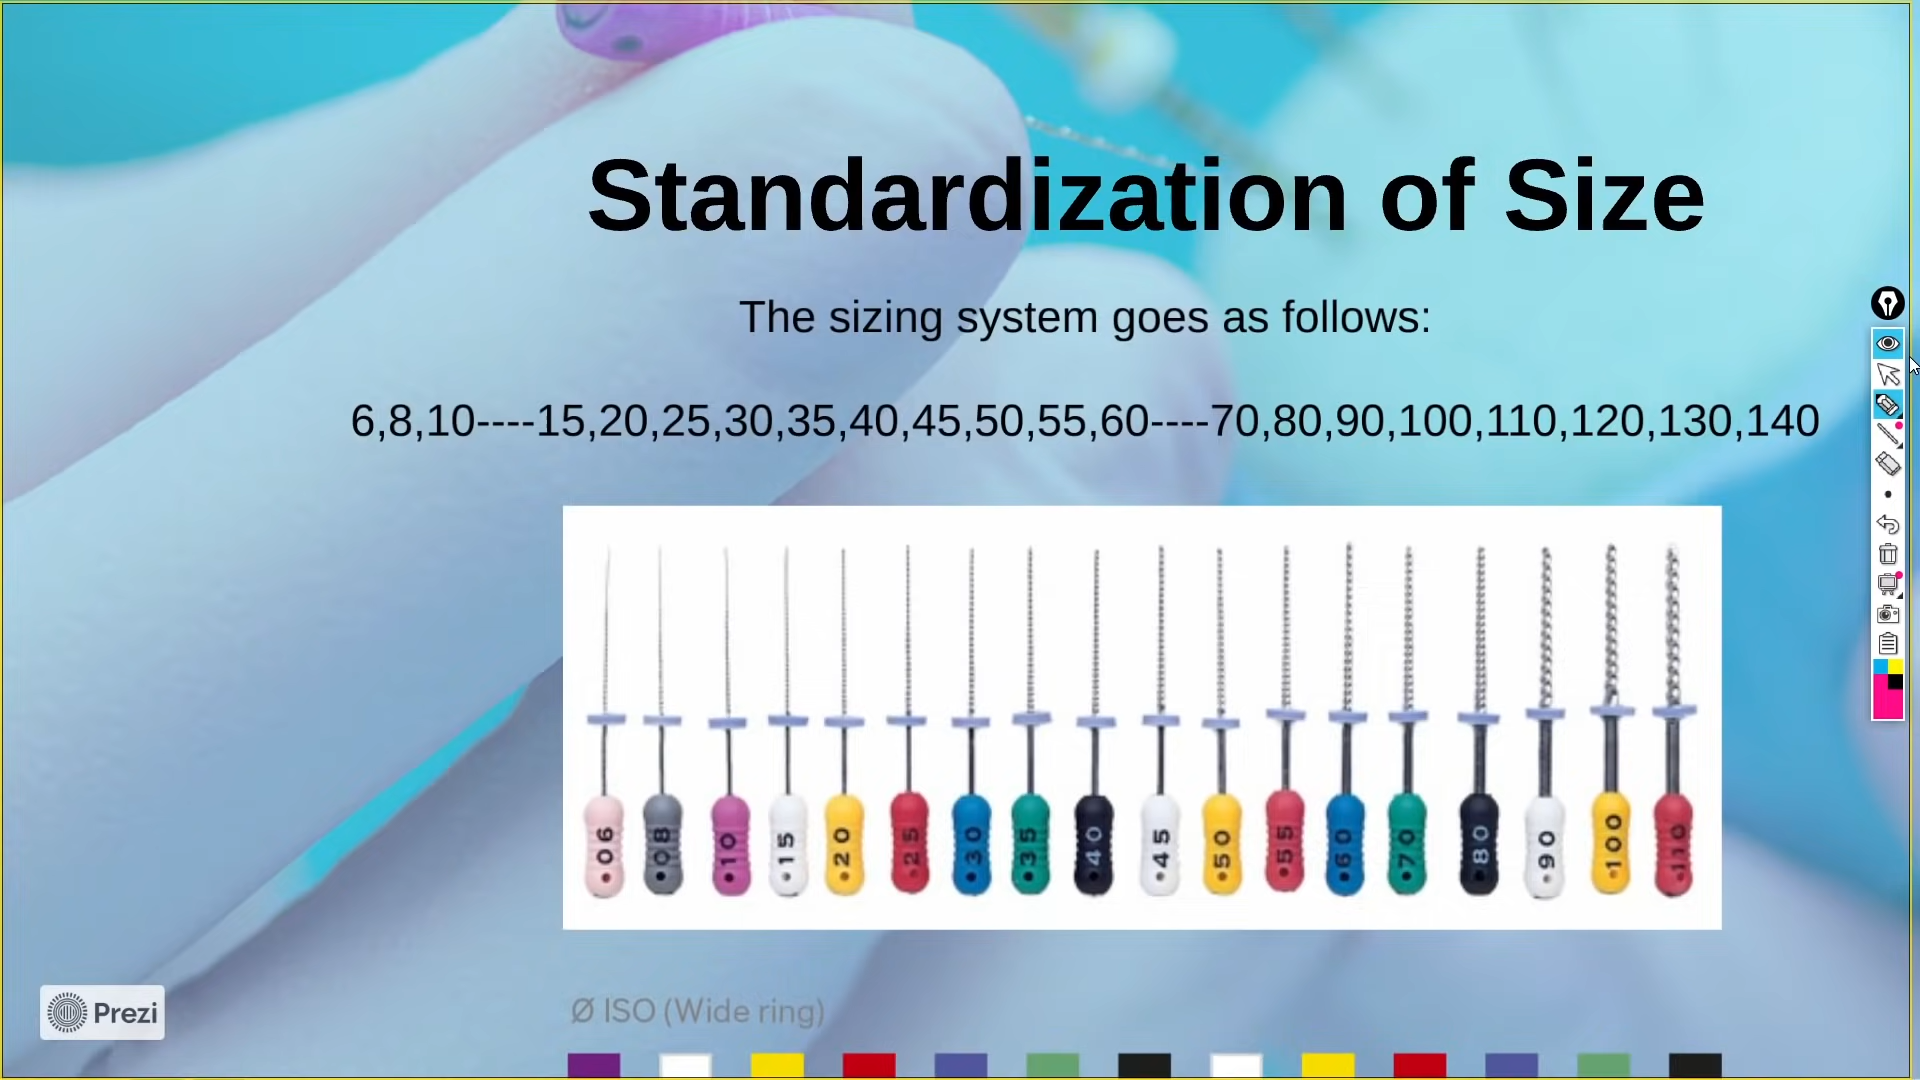 Standardization of Size
The sizing system goes as follows:
6,8,10----15,20,25,30,35,40,45,50,55,60----70,80,90,100,110,120,130,140
06 08 10 15 20 25 30 35 40 45 50 55 60 70 80 90 100 110
Ø ISO (Wide ring)
Prezi